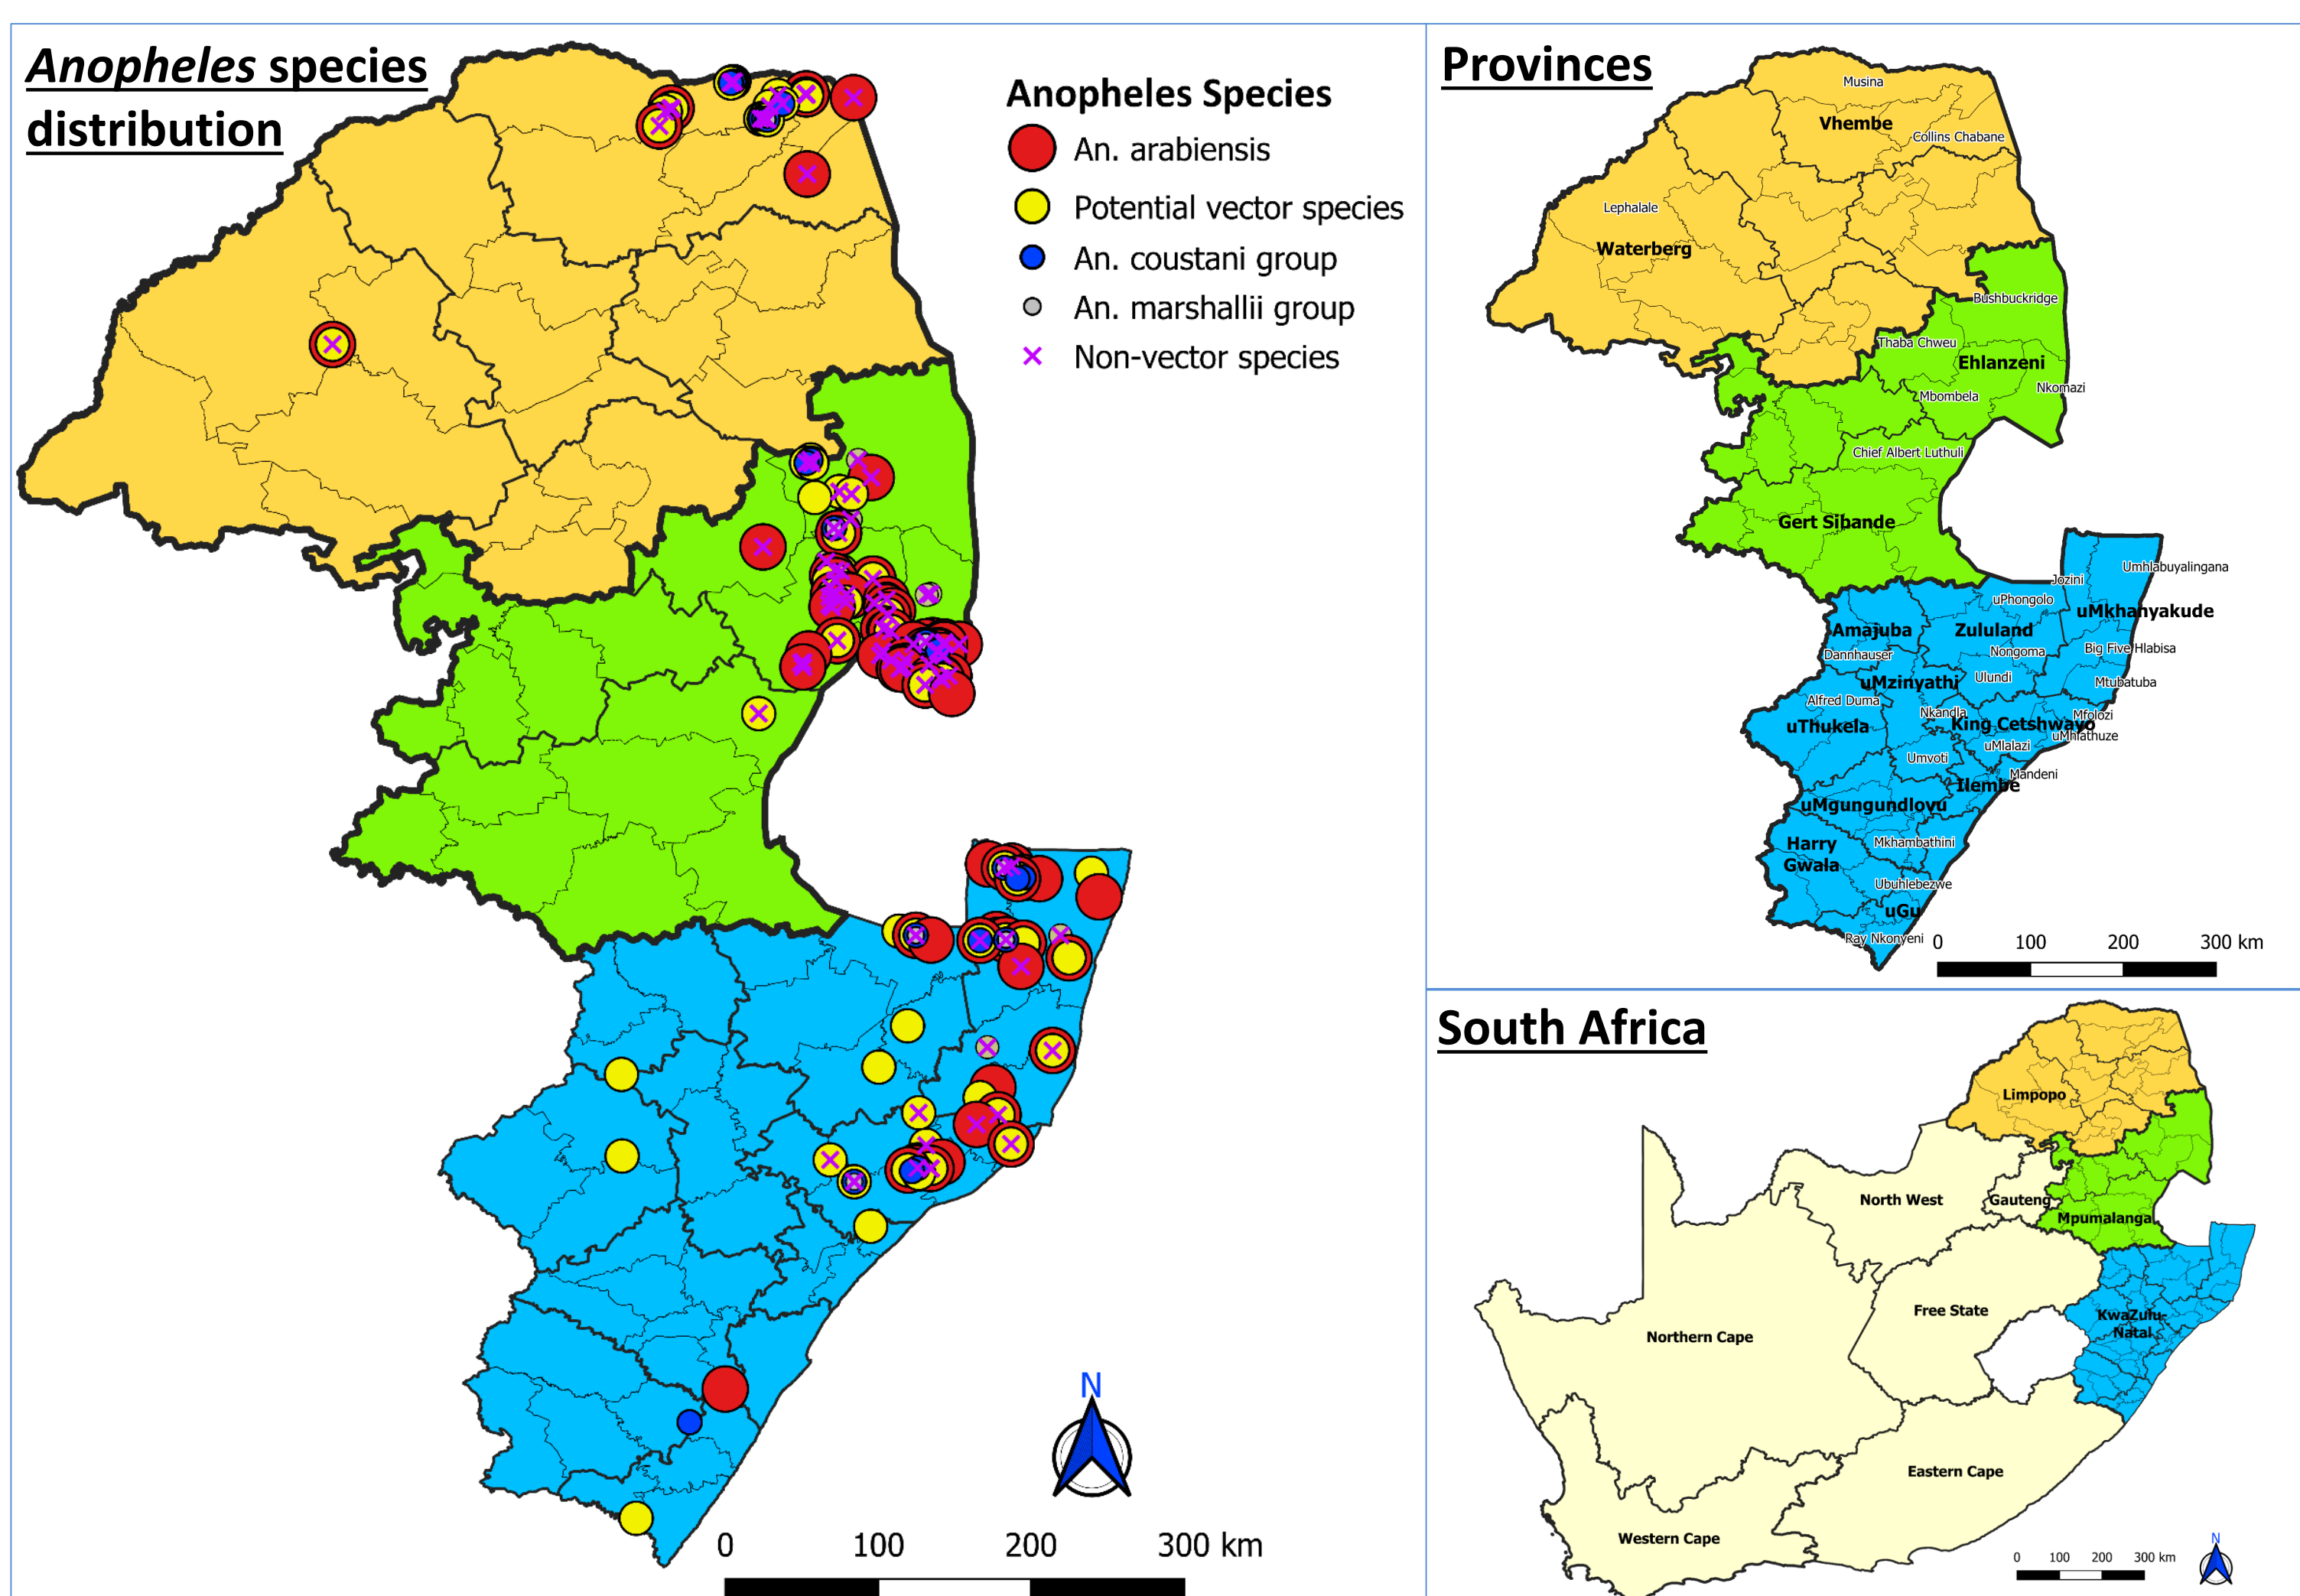 Anopheles species
distribution
Anopheles Species
An. arabiensis
Potential vector species
An. coustani group
An. marshallii group
Non-vector species
N
0 100 200 300 km
Provinces
Musina
Vhembe
Collins Chabane
Lephalale
Waterberg
Bushbuckridge
Thaba Chweu
Ehlanzeni
Nkomazi
Mbombela
Chief Albert Luthuli
Gert Sibande
Umhlabuyalingana
Jozini
uPhongolo
uMkhanyakude
Amajuba
Zululand
Nongoma
Big Five Hlabisa
Dannhauser
Ulundi
uMzinyathi
Mtubatuba
Alfred Duma
Nkandla
Mfolozi
King Cetshwayo
uThukela
uMhlathuze
uMlalazi
Umvoti
Mandeni
Ilembe
uMgungundlovu
Mkhambathini
Harry
Gwala
Ubuhlebezwe
uGu
Ray Nkonyeni
0 100 200 300 km
South Africa
Limpopo
North West
Gauteng
Mpumalanga
Free State
KwaZulu-
Natal
Northern Cape
Eastern Cape
Western Cape
N
0 100 200 300 km